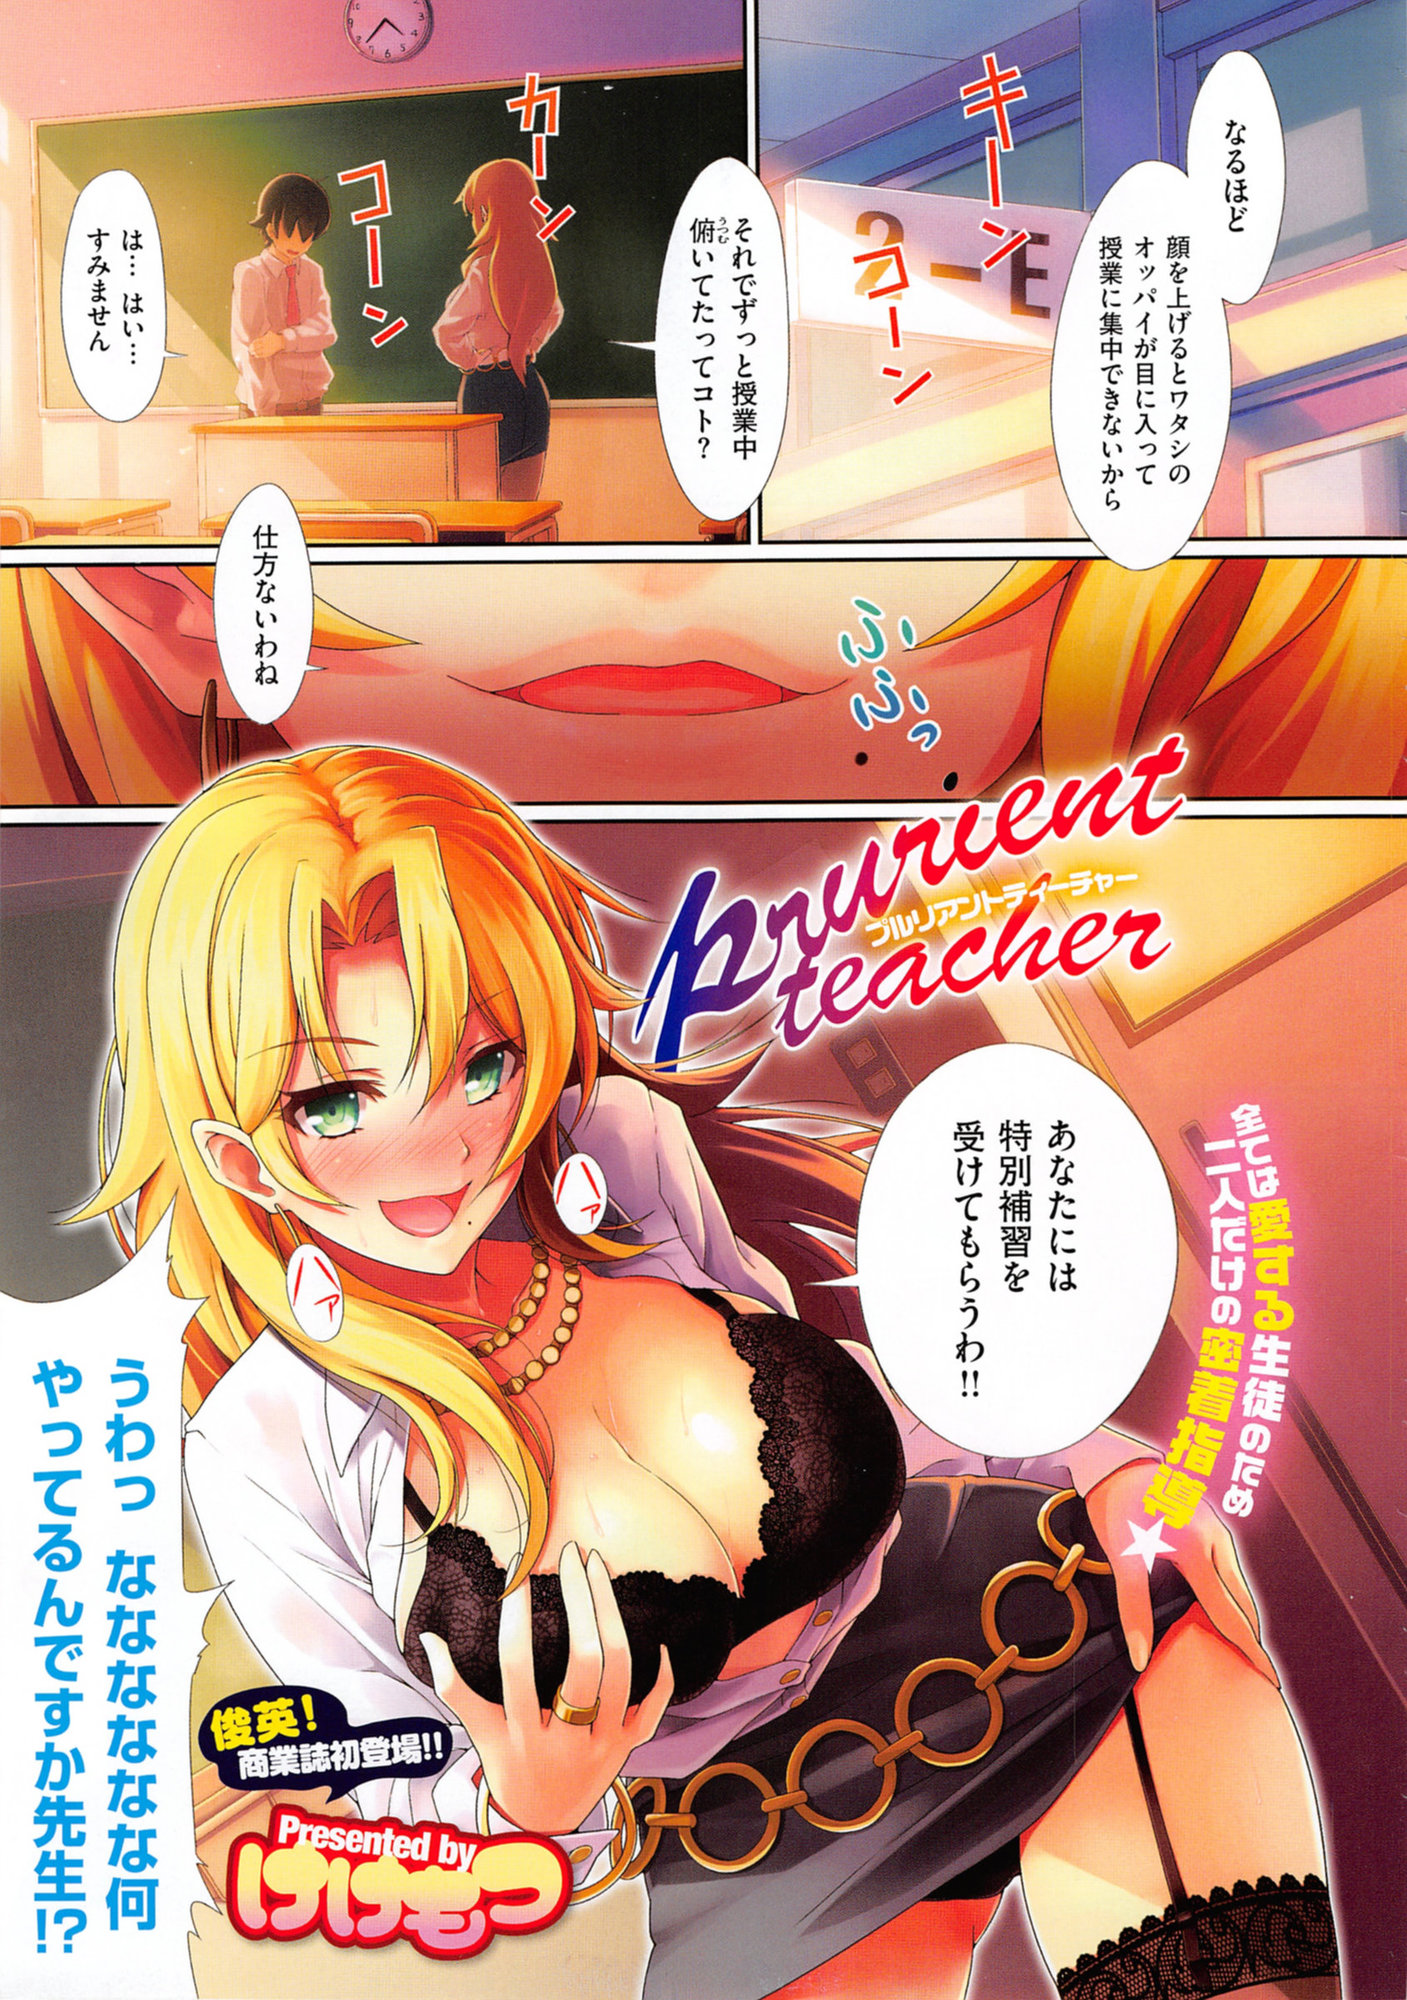 なるほど
顔を上げるとワタシの
オッパイが目に入って
授業に集中できないから
キーン
コーン
2-E
カーン
コーン
それでずっと授業中
俯いてたってコト?
うつむ
は… はい…
すみません
仕方ないわね
ふふふっ
prurient
プルリアントティーチャー
teacher
あなたには
特別補習を
受けてもらうわ!!
全ては愛する生徒のため
二人だけの密着指導☆
ハァ
ハァ
うわっ なななななな何
やってるんですか先生!?
俊英!
商業誌初登場!!
Presented by
けけもつ